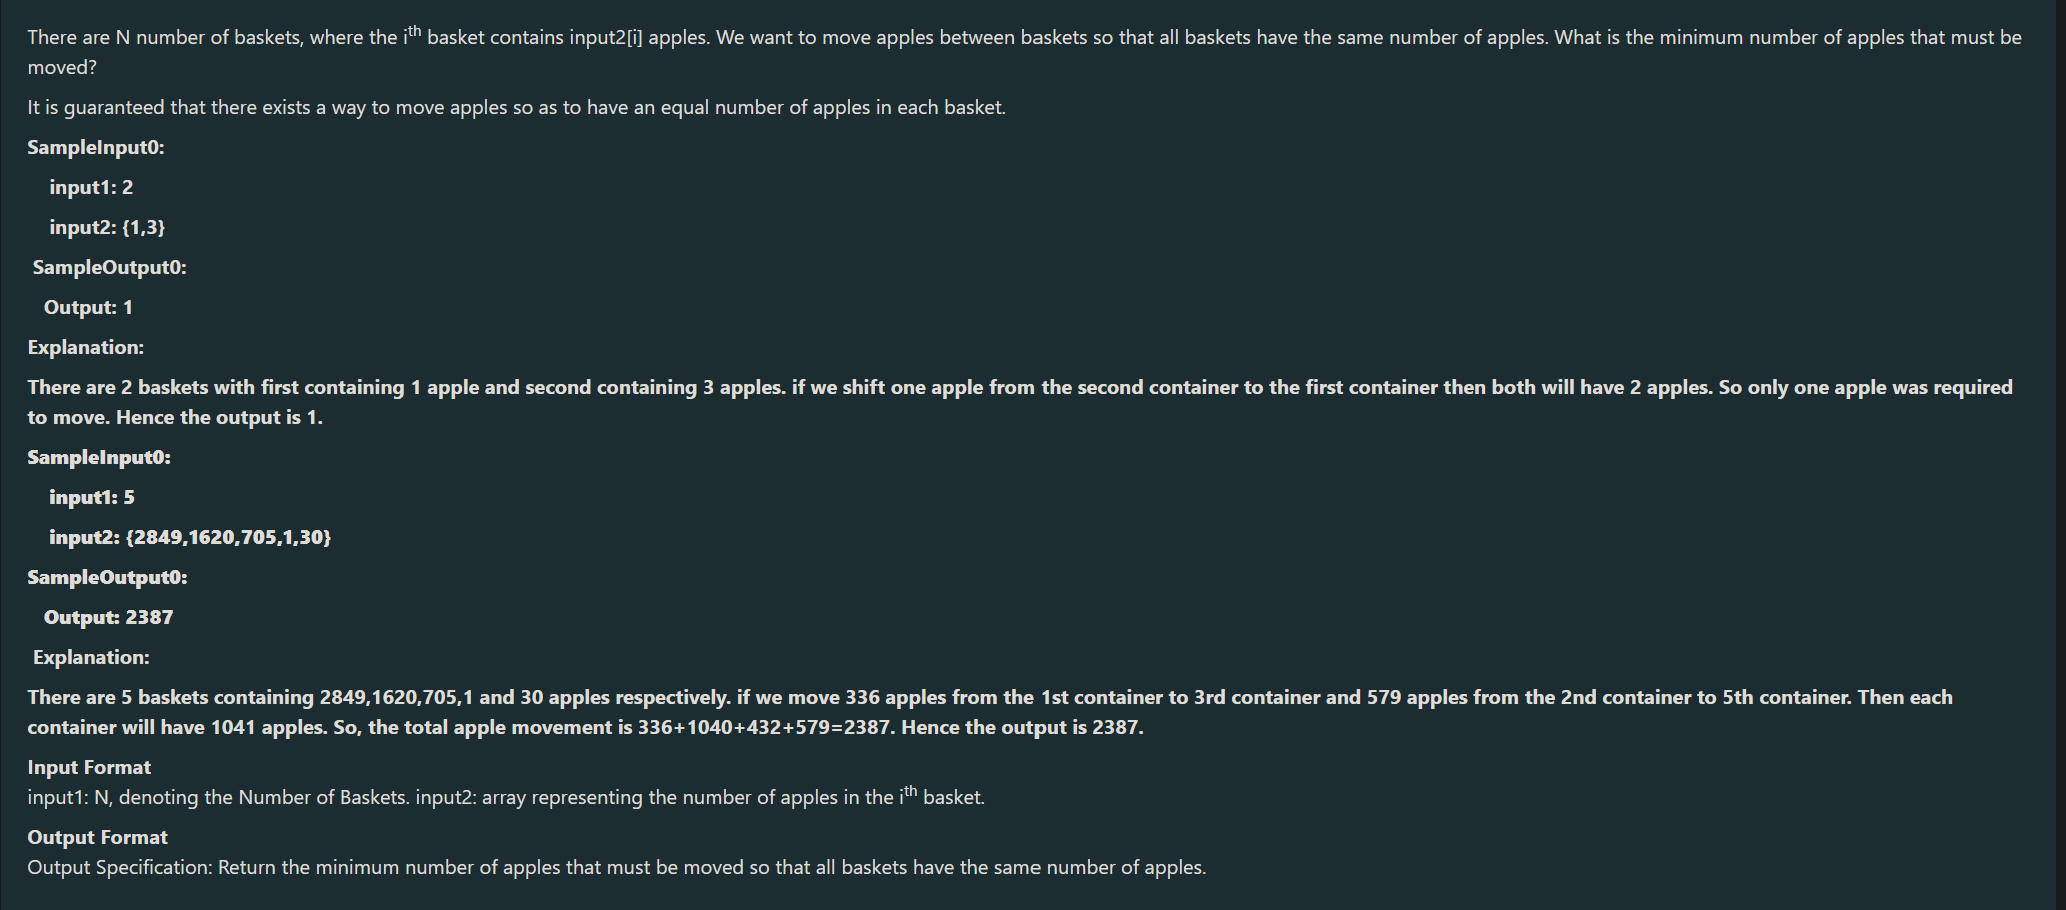 There are N number of baskets, where the ith basket contains input2[i] apples. We want to move apples between baskets so that all baskets have the same number of apples. What is the minimum number of apples that must be
moved?
It is guaranteed that there exists a way to move apples so as to have an equal number of apples in each basket.
SampleInput0:
input1: 2
input2: {1,3}
SampleOutput0:
Output: 1
Explanation:
There are 2 baskets with first containing 1 apple and second containing 3 apples. if we shift one apple from the second container to the first container then both will have 2 apples. So only one apple was required
to move. Hence the output is 1.
SampleInput0:
input1: 5
input2: {2849,1620,705,1,30}
SampleOutput0:
Output: 2387
Explanation:
There are 5 baskets containing 2849,1620,705,1 and 30 apples respectively. if we move 336 apples from the 1st container to 3rd container and 579 apples from the 2nd container to 5th container. Then each
container will have 1041 apples. So, the total apple movement is 336+1040+432+579=2387. Hence the output is 2387.
Input Format
input1: N, denoting the Number of Baskets. input2: array representing the number of apples in the ith basket.
Output Format
Output Specification: Return the minimum number of apples that must be moved so that all baskets have the same number of apples.